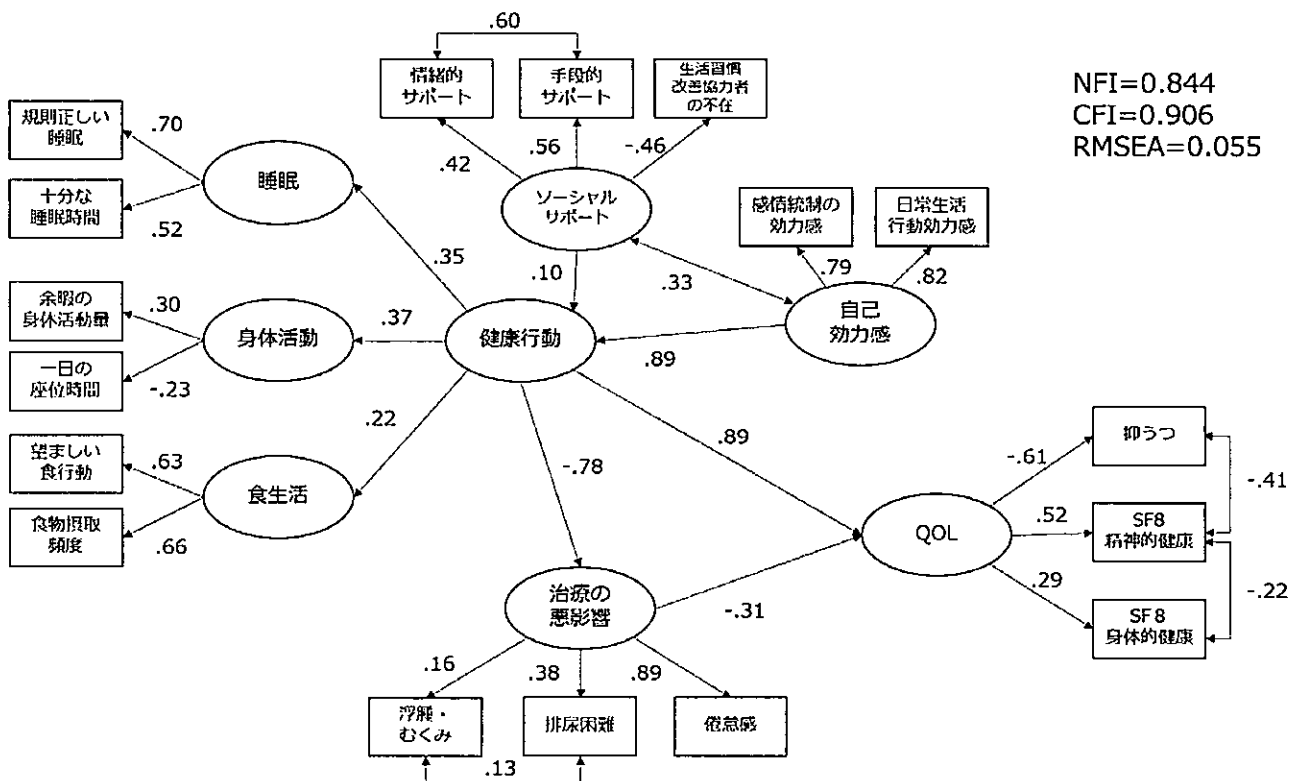 .60
情緒的
サポート
手段的
サポート
生活習慣
改善協力者
の不在
NFI=0.844
CFI=0.906
RMSEA=0.055
規則正しい
睡眠
.70
睡眠
十分な
睡眠時間
.52
.42
.56
-.46
ソーシャル
サポート
感情統制の
効力感
日常生活
行動効力感
.79
.82
.35
.10
.33
自己
効力感
余暇の
身体活動量
.30
身体活動
.37
健康行動
.89
一日の
座位時間
-.23
.22
望ましい
食行動
.63
食生活
食物摂取
頻度
.66
-.78
.89
抑うつ
-.61
-.41
QOL
.52
SF8
精神的健康
.29
-.22
SF8
身体的健康
治療の
悪影響
-.31
.16
.38
.89
浮腫・
むくみ
排尿困難
倦怠感
.13